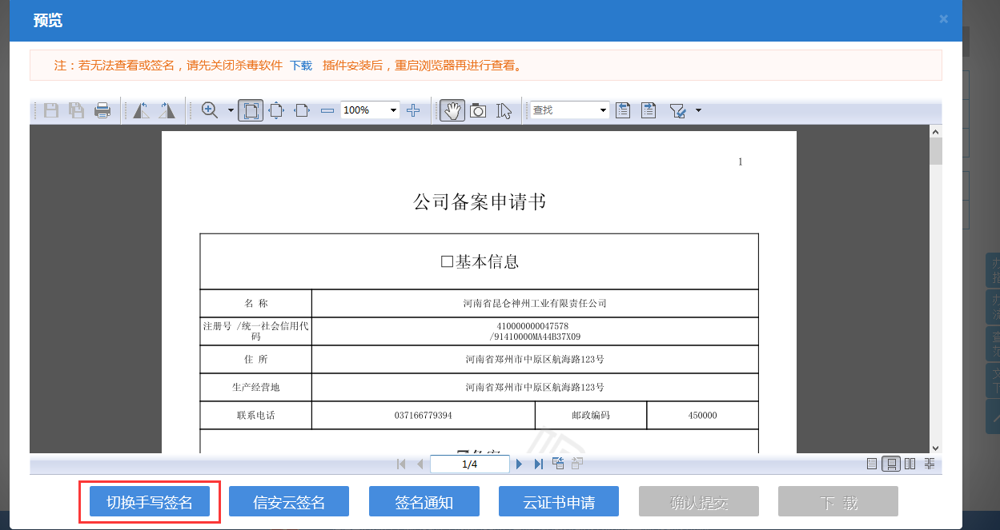 预览
×
注：若无法查看或签名，请先关闭杀毒软件 下载 插件安装后，重启浏览器再进行查看。
100% 查找
1
公司备案申请书
□基本信息
名 称 河南省昆仑神州工业有限责任公司
注册号 /统一社会信用代
码
410000000047578
/91410000MA44B37X09
住 所 河南省郑州市中原区航海路123号
生产经营地 河南省郑州市中原区航海路123号
联系电话 037166779394 邮政编码 450000
1/4
切换手写签名 信安云签名 签名通知 云证书申请 确认提交 下 载